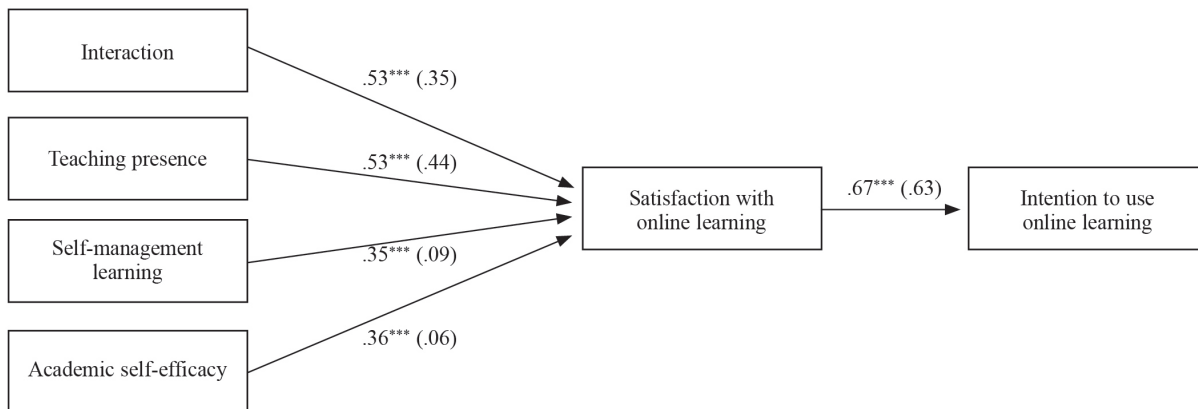 Interaction
.53*** (.35)
Teaching presence
.53*** (.44)
Self-management
learning
.35*** (.09)
Academic self-efficacy
.36*** (.06)
Satisfaction with
online learning
.67*** (.63)
Intention to use
online learning